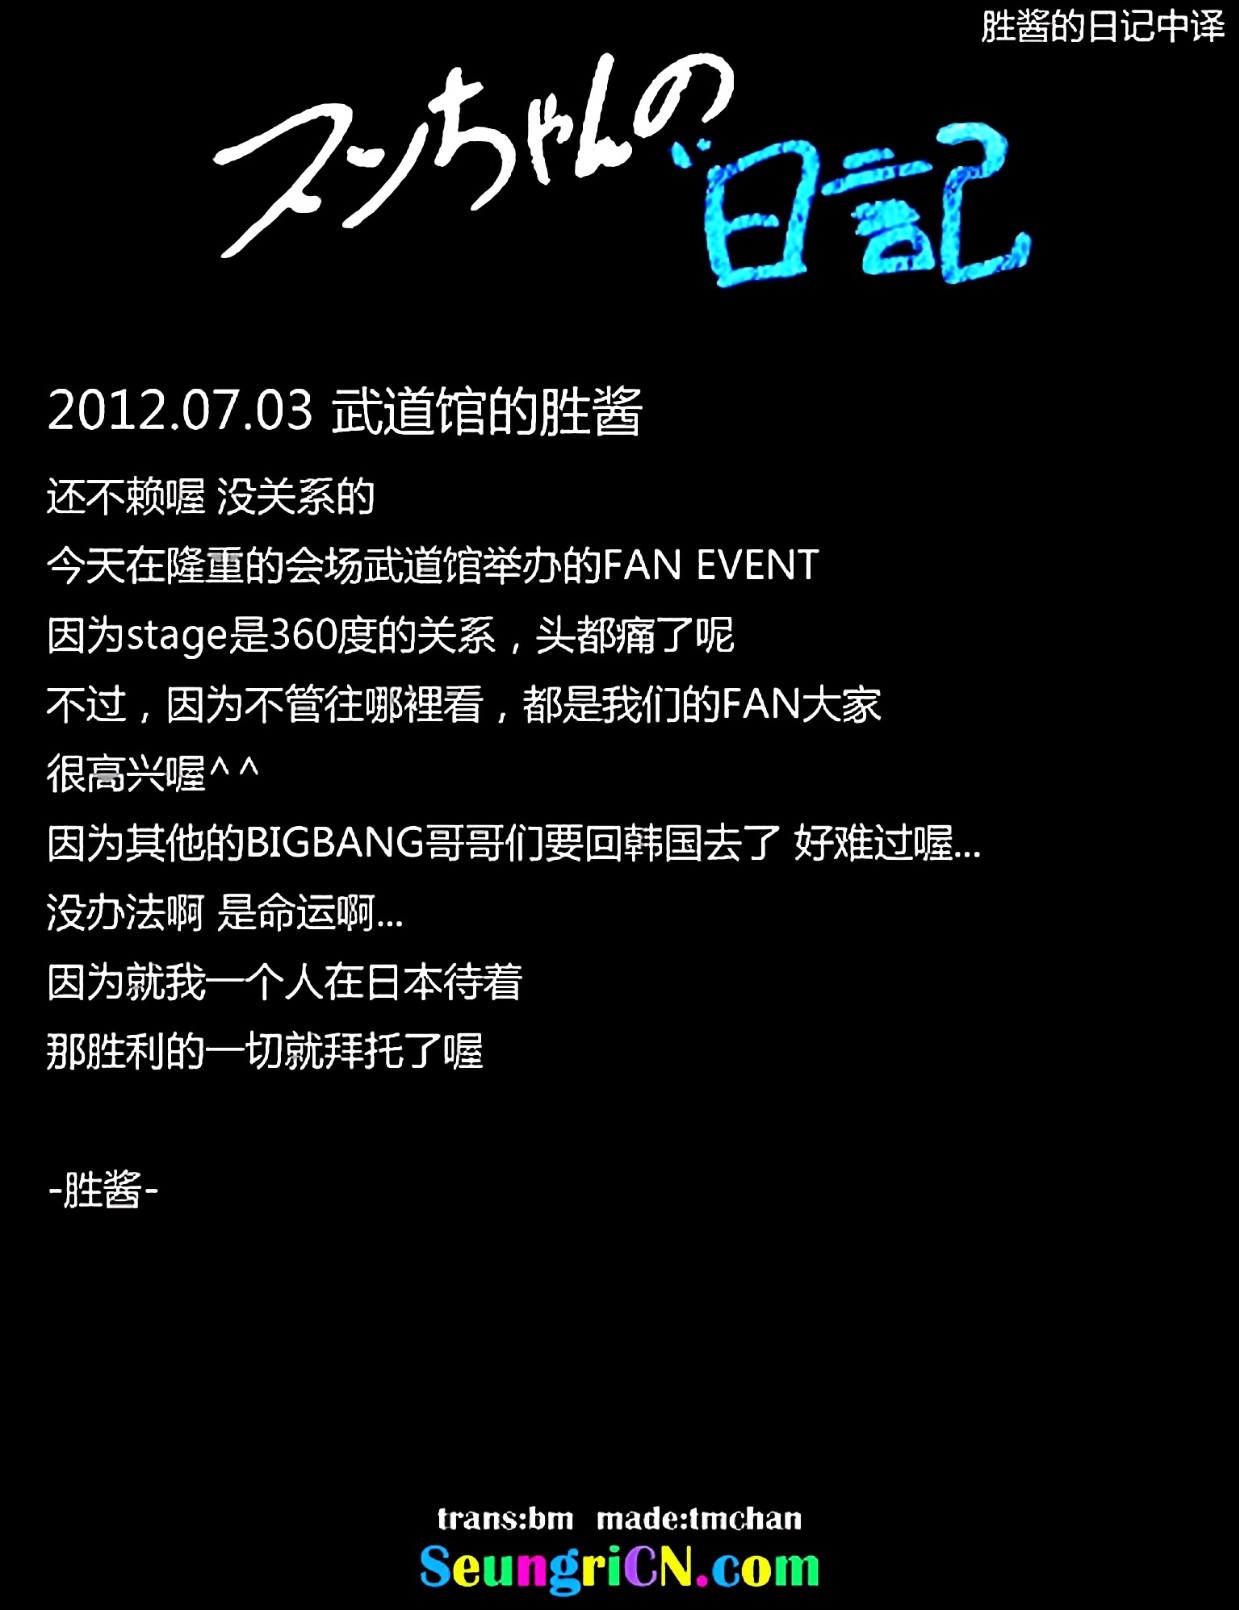 胜酱的日记中译
スンちゃんの
日記
2012.07.03 武道馆的胜酱
还不赖喔 没关系的
今天在隆重的会场武道馆举办的FAN EVENT
因为stage是360度的关系，头都痛了呢
不过，因为不管往哪裡看，都是我们的FAN大家
很高兴喔^ ^
因为其他的BIGBANG哥哥们要回韩国去了 好难过喔...
没办法啊 是命运啊...
因为就我一个人在日本待着
那胜利的一切就拜托了喔
-胜酱-
trans:bm made:tmchan
SeungriCN.com